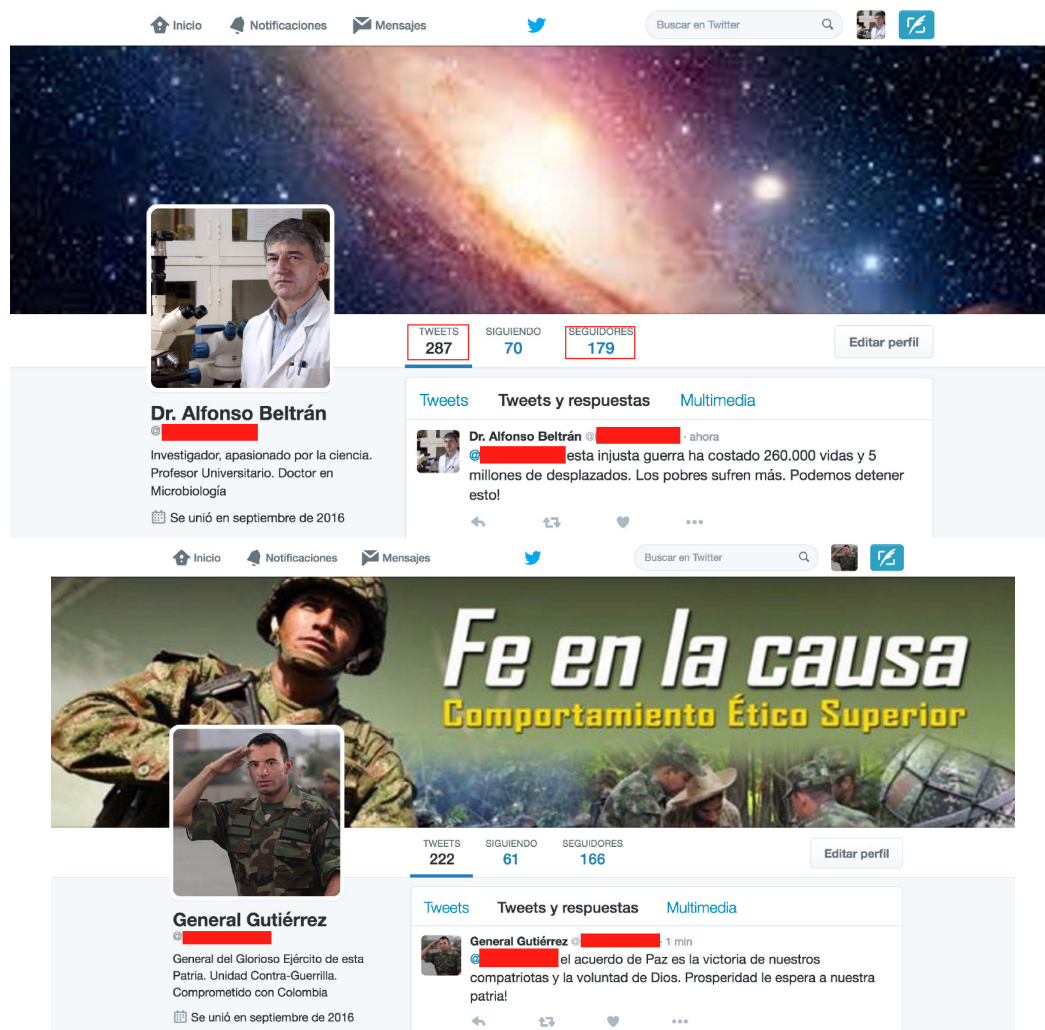 Inicio Notificaciones Mensajes Buscar en Twitter
TWEETS SIGUIENDO SEGUIDORES
287 70 179 Editar perfil
Dr. Alfonso Beltrán
@
Investigador, apasionado por la ciencia.
Profesor Universitario. Doctor en
Microbiología
Se unió en septiembre de 2016
Tweets Tweets y respuestas Multimedia
Dr. Alfonso Beltrán @ · ahora
@ esta injusta guerra ha costado 260.000 vidas y 5
millones de desplazados. Los pobres sufren más. Podemos detener
esto!
Inicio Notificaciones Mensajes Buscar en Twitter
Fe en la causa
Comportamiento Ético Superior
TWEETS SIGUIENDO SEGUIDORES
222 61 166 Editar perfil
General Gutiérrez
@
General del Glorioso Ejército de esta
Patria. Unidad Contra-Guerrilla.
Comprometido con Colombia
Se unió en septiembre de 2016
Tweets Tweets y respuestas Multimedia
General Gutiérrez @ · 1 min
@ el acuerdo de Paz es la victoria de nuestros
compatriotas y la voluntad de Dios. Prosperidad le espera a nuestra
patria!